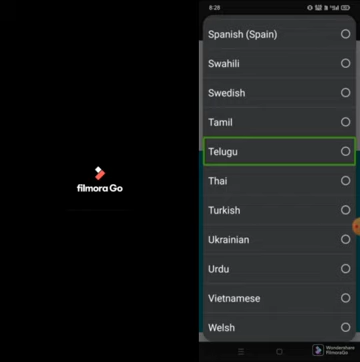 filmora Go
8:28
Spanish (Spain)
Swahili
Swedish
Tamil
Telugu
Thai
Turkish
Ukrainian
Urdu
Vietnamese
Welsh
Wondershare
FilmoraGo